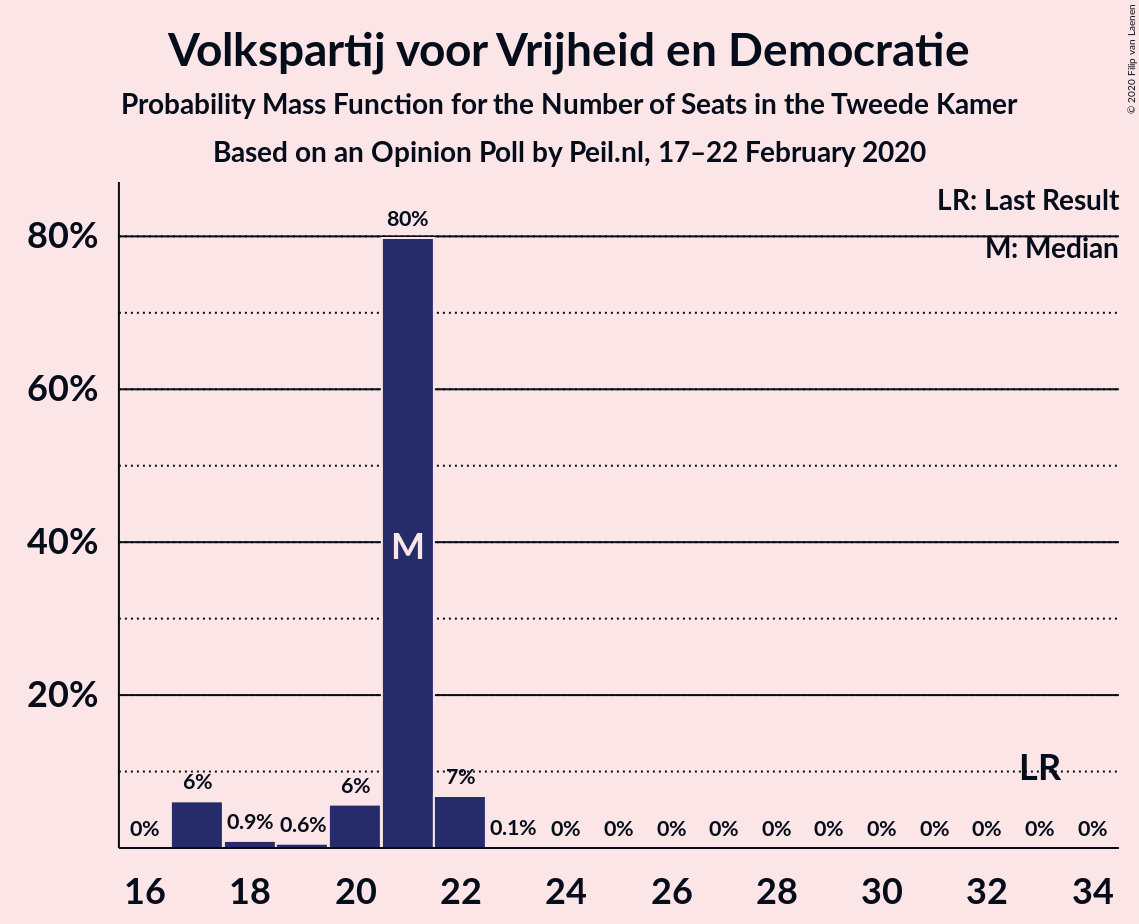 Volkspartij voor Vrijheid en Democratie
Probability Mass Function for the Number of Seats in the Tweede Kamer
Based on an Opinion Poll by Peil.nl, 17–22 February 2020
© 2020 Filip van Laenen
LR: Last Result
M: Median
80%
60%
40%
20%
0%
6%
0.9%
0.6%
6%
80%
7%
0.1%
0%
0%
0%
0%
0%
0%
0%
0%
0%
0%
0%
M
LR
16 18 20 22 24 26 28 30 32 34